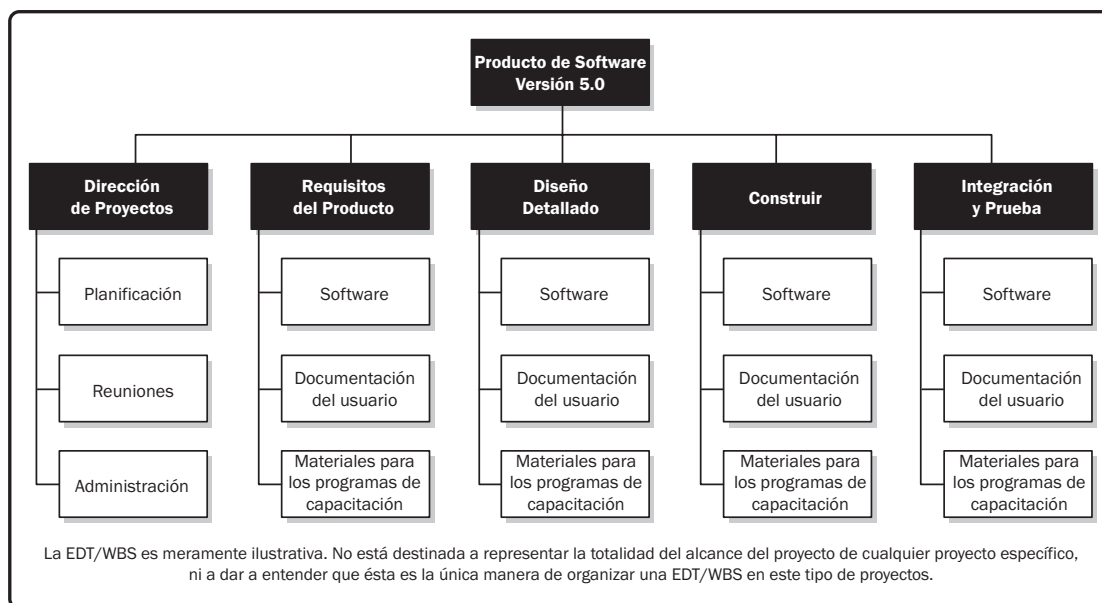 Producto de Software
Versión 5.0
Dirección
de Proyectos
Requisitos
del Producto
Diseño
Detallado
Construir
Integración
y Prueba
Planificación
Software
Software
Software
Software
Reuniones
Documentación
del usuario
Documentación
del usuario
Documentación
del usuario
Documentación
del usuario
Administración
Materiales para
los programas de
capacitación
Materiales para
los programas de
capacitación
Materiales para
los programas de
capacitación
Materiales para
los programas de
capacitación
La EDT/WBS es meramente ilustrativa. No está destinada a representar la totalidad del alcance del proyecto de cualquier proyecto específico,
ni a dar a entender que ésta es la única manera de organizar una EDT/WBS en este tipo de proyectos.